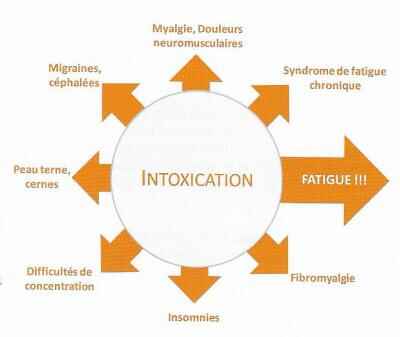 Myalgie, Douleurs
neuromusculaires
Migraines,
céphalées
Syndrome de fatigue
chronique
Peau terne,
cernes
INTOXICATION
FATIGUE !!!
Difficultés de
concentration
Fibromyalgie
Insomnies